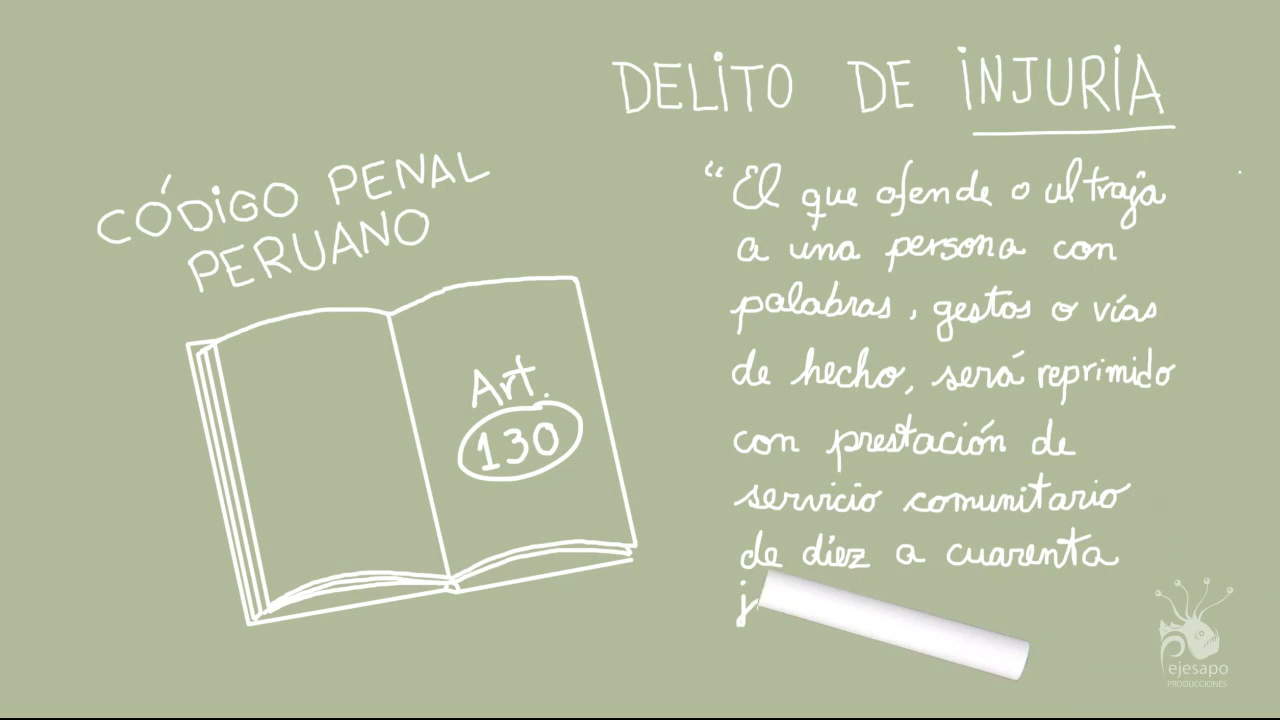 DELITO DE INJURIA
CÓDIGO PENAL
PERUANO
Art.
130
“El que ofende o ultraja
a una persona con
palabras, gestos o vías
de hecho, será reprimido
con prestación de
servicio comunitario
de diez a cuarenta
j
Pejesapo
PRODUCCIONES